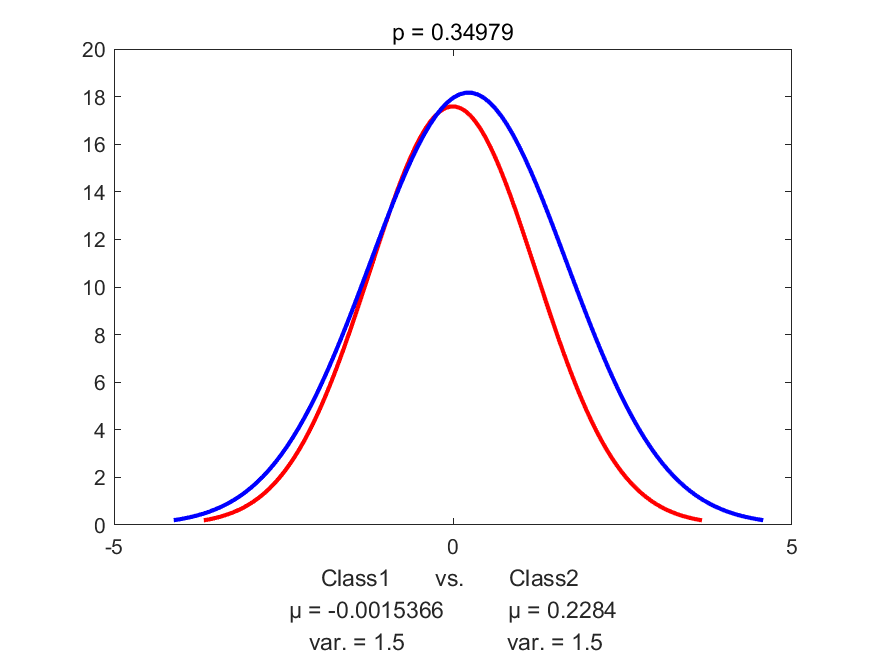 p = 0.34979
20
18
16
14
12
10
8
6
4
2
0
-5 0 5
Class1 vs. Class2
μ = -0.0015366 μ = 0.2284
var. = 1.5 var. = 1.5